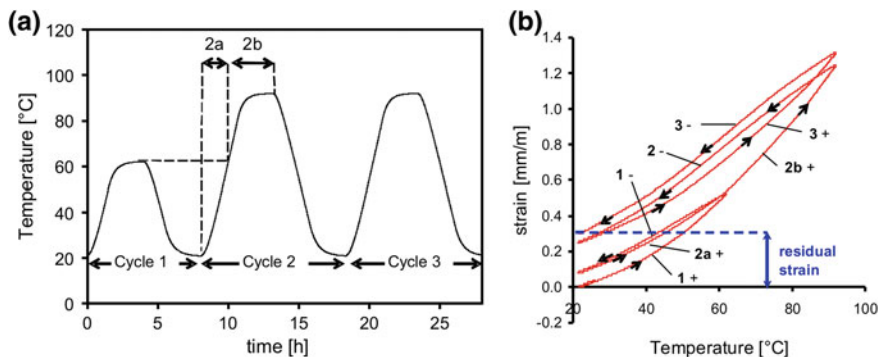 (a)
2a 2b
120
100
80
60
40
20
0
Temperature [°C]
Cycle 1 Cycle 2 Cycle 3
0 5 10 15 20 25
time [h]
(b)
1.6
1.4
1.2
1.0
0.8
0.6
0.4
0.2
0.0
-0.2
strain [mm/m]
3 -
3 +
2 -
2b +
1 -
2a +
1 +
residual
strain
20 40 60 80 100
Temperature [°C]